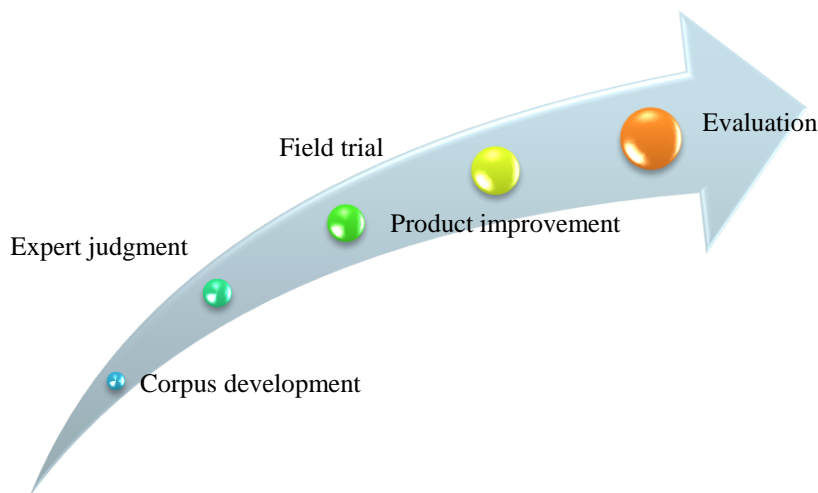 Evaluation
Field trial
Product improvement
Expert judgment
Corpus development